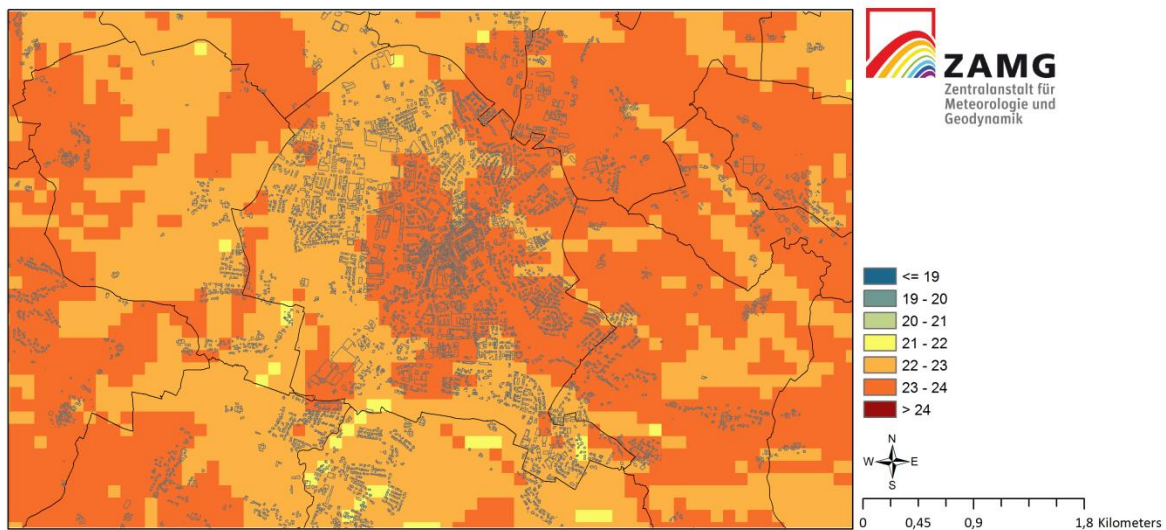 ZAMG
Zentralanstalt für
Meteorologie und
Geodynamik
<= 19
19 - 20
20 - 21
21 - 22
22 - 23
23 - 24
> 24
N
W E
S
0 0,45 0,9 1,8 Kilometers